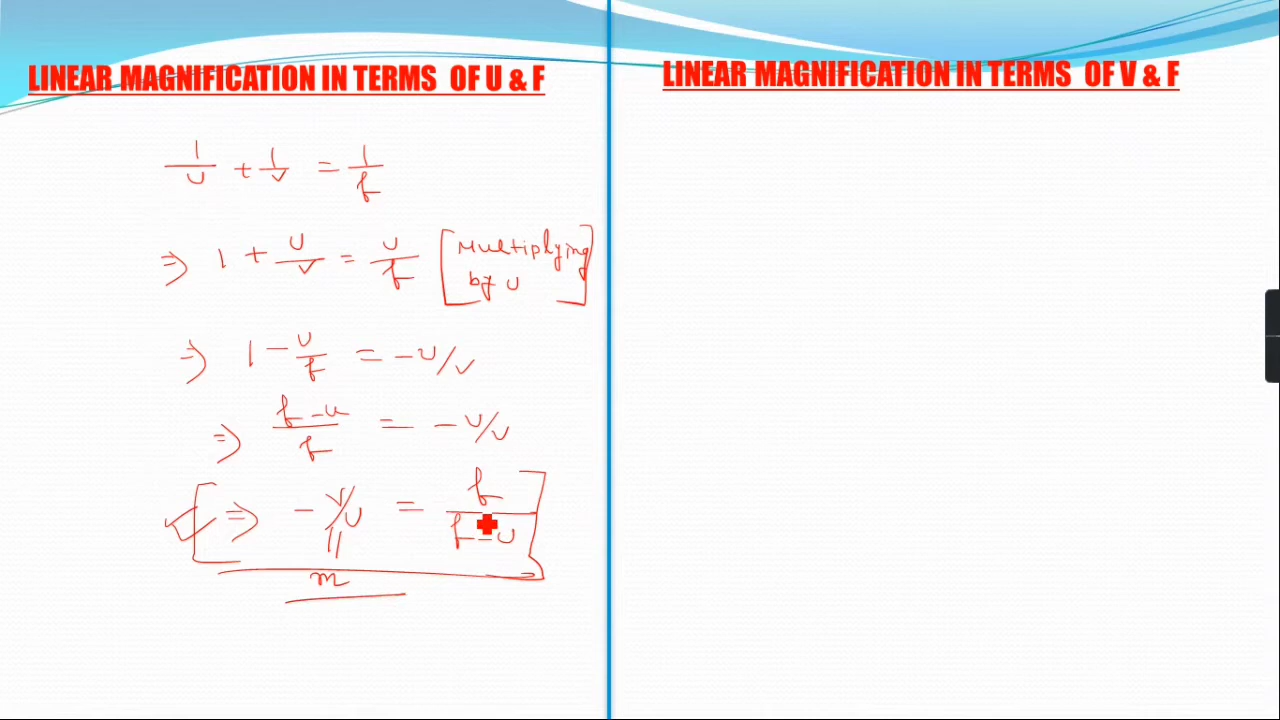 LINEAR MAGNIFICATION IN TERMS OF U & F
1/u + 1/v = 1/f
⇒ 1 + u/v = u/f [Multiplying
by u]
⇒ 1 - u/f = - u/v
⇒ f - u/f = - u/v
⇒ - v/u = f/f - u
m
LINEAR MAGNIFICATION IN TERMS OF V & F